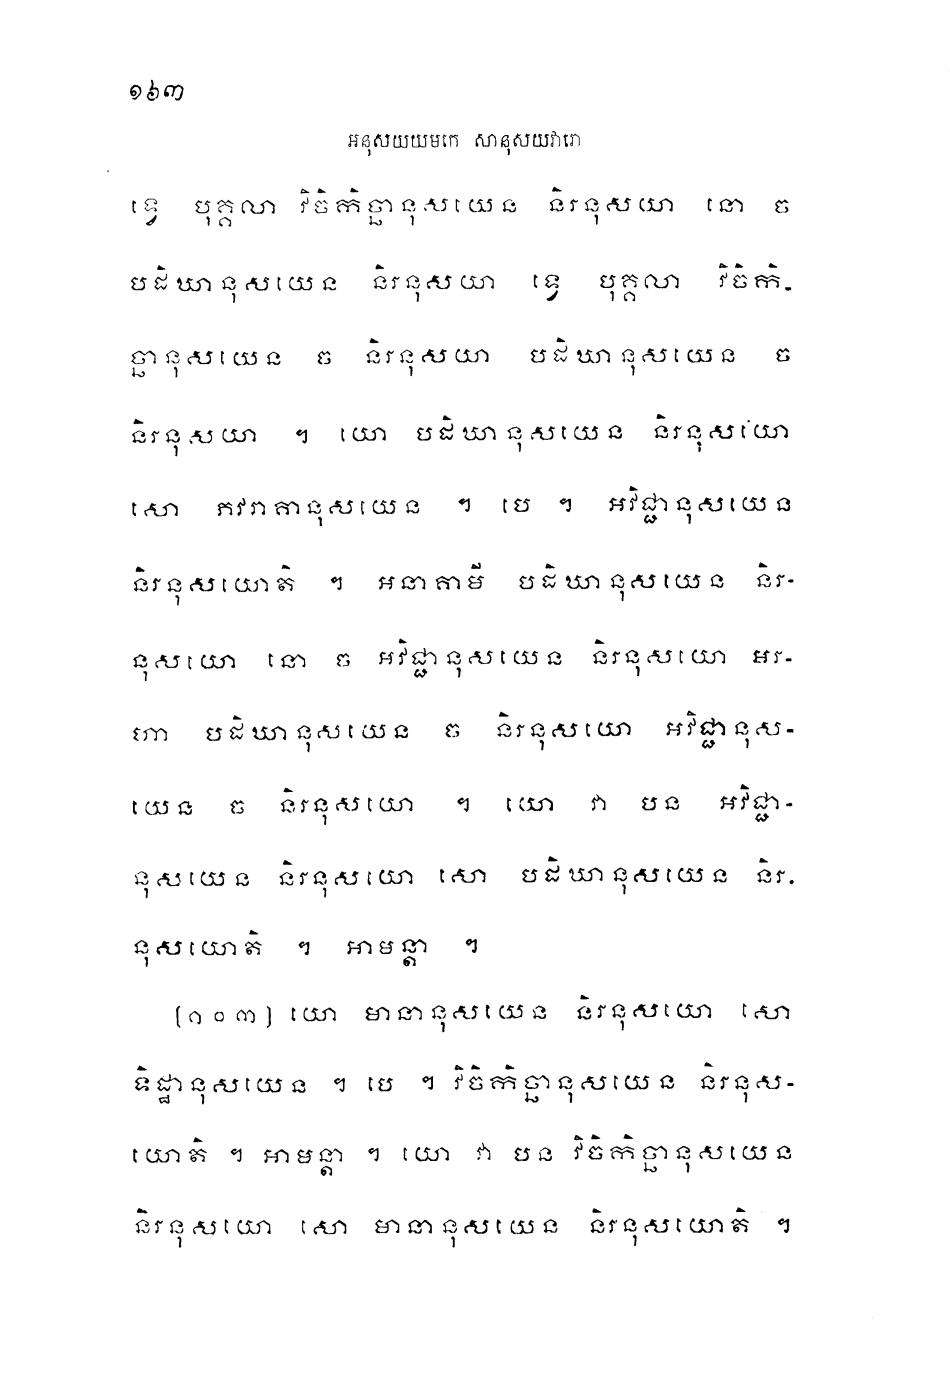 ១៦៣
អនុសយយមកេ សានុសយវារោ
ទ្វេ បុគ្គលា វិចិកិច្ឆានុសយេន និរនុសយា នោ ច
បដិឃានុសយេន និរនុសយា ទ្វេ បុគ្គលា វិចិកិ-
ច្ឆានុសយេន ច និរនុសយា បដិឃានុសយេន ច
និរនុសយា ។ យោ បដិឃានុសយេន និរនុសយោ
សោ ភវរាគានុសយេន ។ បេ ។ អវិជ្ជានុសយេន
និរនុសយោតិ ។ អនាគាមី បដិឃានុសយេន និរ-
នុសយោ នោ ច អវិជ្ជានុសយេន និរនុសយោ អរ-
ហា បដិឃានុសយេន ច និរនុសយោ អវិជ្ជានុស-
យេន ច និរនុសយោ ។ យោ វា បន អវិជ្ជា-
នុសយេន និរនុសយោ សោ បដិឃានុសយេន និរ-
នុសយោតិ ។ អាមន្តា ។
[១០៣] យោ មានានុសយេន និរនុសយោ សោ
ទិដ្ឋានុសយេន ។ បេ ។ វិចិកិច្ឆានុសយេន និរនុស-
យោតិ ។ អាមន្តា ។ យោ វា បន វិចិកិច្ឆានុសយេន
និរនុសយោ សោ មានានុសយេន និរនុសយោតិ ។